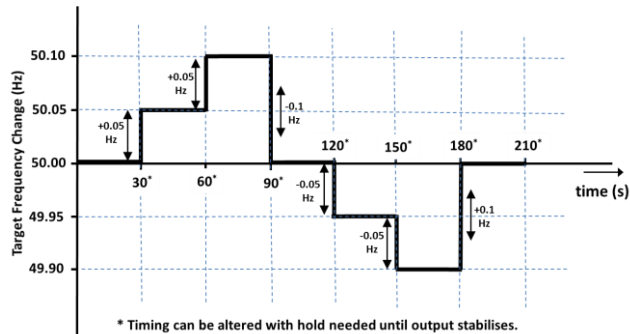 Target Frequency Change (Hz)
50.10
50.05
50.00
49.95
49.90
+0.05
Hz
+0.05
Hz
-0.1
Hz
-0.05
Hz
-0.05
Hz
+0.1
Hz
30*
60*
90*
120*
150*
180*
210*
time (s)
* Timing can be altered with hold needed until output stabilises.